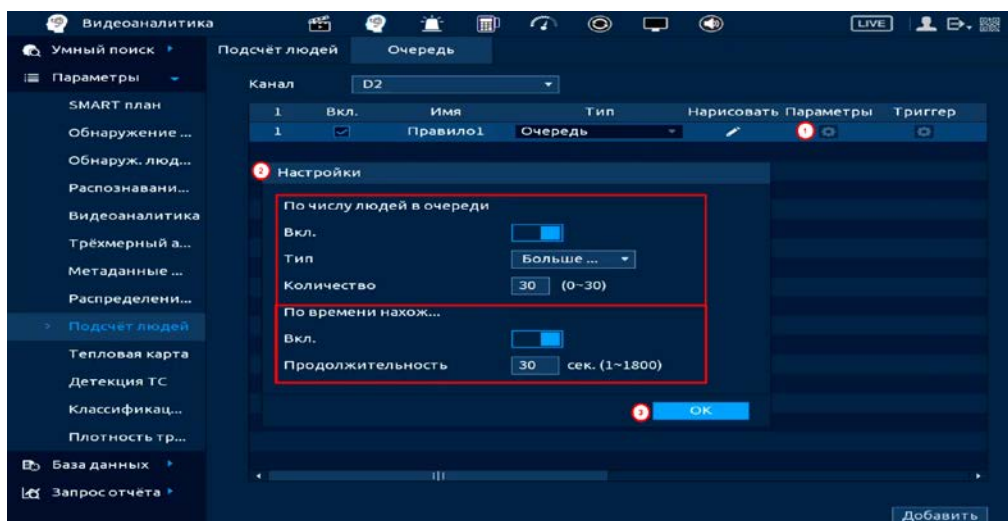 Видеоаналитика LIVE
Умный поиск Подсчёт людей Очередь
Параметры
Канал D2
SMART план
1 Вкл. Имя Тип Нарисовать Параметры Триггер
Обнаружение ...
1 Правило1 Очередь 1
Обнаруж. люд...
2 Настройки
Распознавани...
По числу людей в очереди
Видеоаналитика
Вкл.
Трёхмерный а...
Тип Больше ...
Метаданные ...
Количество 30 (0~30)
Распределени...
По времени нахож...
Подсчёт людей
Вкл.
Тепловая карта
Продолжительность 30 сек. (1~1800)
Детекция ТС
Классификац...
3 OK
Плотность тр...
База данных
Запрос отчёта
Добавить